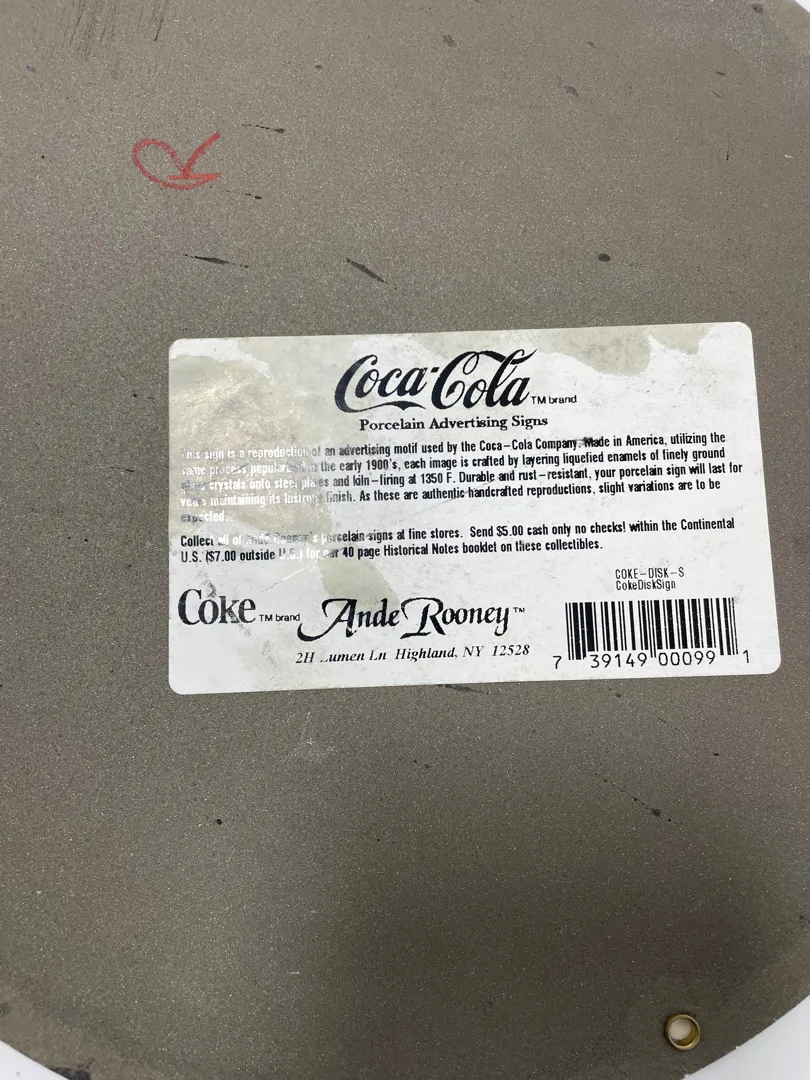 Coca-Cola TM brand
Porcelain Advertising Signs
This sign is a reproduction of an advertising motif used by the Coca-Cola Company. Made in America, utilizing the
same process popularized in the early 1900's, each image is crafted by layering liquefied enamels of finely ground
glass crystals onto steel plates and kiln-firing at 1350 F. Durable and rust-resistant, your porcelain sign will last for
years maintaining its lustrous finish. As these are authentic handcrafted reproductions, slight variations are to be
expected.
Collect all of Ande Rooney's porcelain signs at fine stores. Send $5.00 cash only no checks! within the Continental
U.S. ($7.00 outside U.S.) for our 40 page Historical Notes booklet on these collectibles.
COKE-DISK-S
CokeDiskSign
Coke TM brand Ande Rooney TM
2H Lumen Ln Highland, NY 12528
7 39149 00099 1